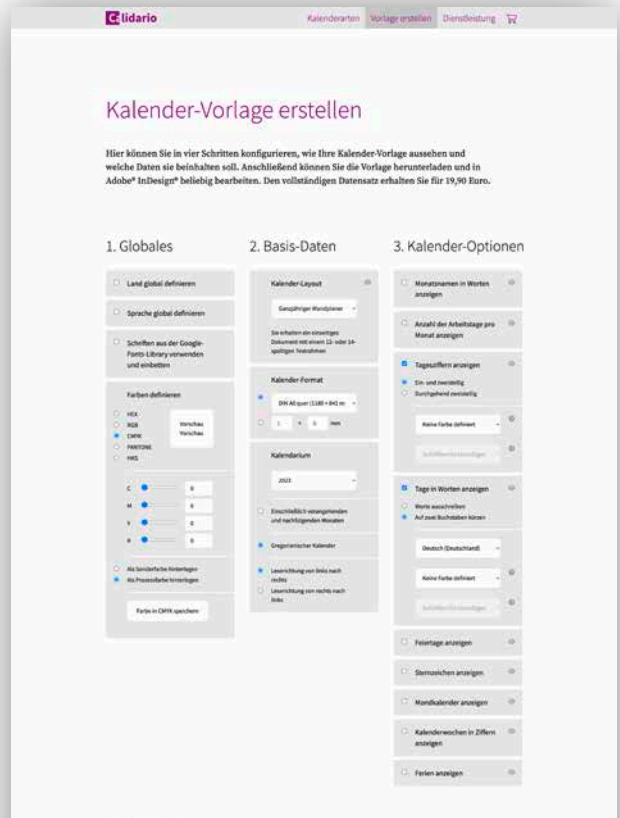 C.lidario
Kalenderarten
Vorlage erstellen
Dienstleistung
Kalender-Vorlage erstellen
Hier können Sie in vier Schritten konfigurieren, wie Ihre Kalender-Vorlage aussehen und
welche Daten sie beinhalten soll. Anschließend können Sie die Vorlage herunterladen und in
Adobe® InDesign® beliebig bearbeiten. Den vollständigen Datensatz erhalten Sie für 19,90 Euro.
1. Globales
Land global definieren
Sprache global definieren
Schriften aus der Google-
Fonts-Library verwenden
und einbetten
Farben definieren
HEX
RGB
CMYK
PANTONE
HKS
Vorschau
Vorschau
C
0
M
0
Y
0
K
0
Als Sonderfarbe hinterlegen
Als Prozessfarbe hinterlegen
Farbe in CMYK speichern
2. Basis-Daten
Kalender-Layout
Ganzjähriger Wandplaner
Sie erhalten ein einseitiges
Dokument mit einem 12- oder 14-
spaltigen Textrahmen
Kalender-Format
DIN A0 quer (1189 × 841 m
× mm
Kalendarium
2023
Einschließlich vorangehenden
und nachfolgenden Monaten
Gregorianischer Kalender
Leserichtung von links nach
rechts
Leserichtung von rechts nach
links
3. Kalender-Optionen
Monatsnamen in Worten
anzeigen
Anzahl der Arbeitstage pro
Monat anzeigen
Tagesziffern anzeigen
Ein- und zweistellig
Durchgehend zweistellig
Keine Farbe definiert
Tage in Worten anzeigen
Worte ausschreiben
Auf zwei Buchstaben kürzen
Deutsch (Deutschland)
Keine Farbe definiert
Feiertage anzeigen
Sternzeichen anzeigen
Mondkalender anzeigen
Kalenderwochen in Ziffern
anzeigen
Ferien anzeigen